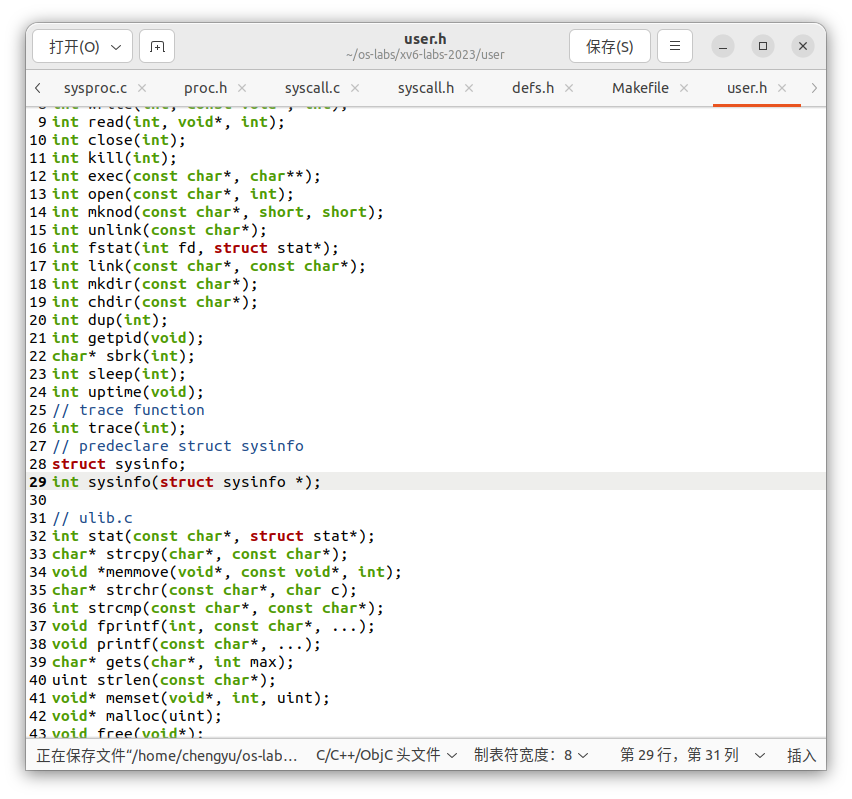 打开(O)
user.h
~/os-labs/xv6-labs-2023/user
保存(S)
sysproc.c
proc.h
syscall.c
syscall.h
defs.h
Makefile
user.h
8 int write(int, const void*, int);
9 int read(int, void*, int);
10 int close(int);
11 int kill(int);
12 int exec(const char*, char**);
13 int open(const char*, int);
14 int mknod(const char*, short, short);
15 int unlink(const char*);
16 int fstat(int fd, struct stat*);
17 int link(const char*, const char*);
18 int mkdir(const char*);
19 int chdir(const char*);
20 int dup(int);
21 int getpid(void);
22 char* sbrk(int);
23 int sleep(int);
24 int uptime(void);
25 // trace function
26 int trace(int);
27 // predeclare struct sysinfo
28 struct sysinfo;
29 int sysinfo(struct sysinfo *);
30
31 // ulib.c
32 int stat(const char*, struct stat*);
33 char* strcpy(char*, const char*);
34 void *memmove(void*, const void*, int);
35 char* strchr(const char*, char c);
36 int strcmp(const char*, const char*);
37 void fprintf(int, const char*, ...);
38 void printf(const char*, ...);
39 char* gets(char*, int max);
40 uint strlen(const char*);
41 void* memset(void*, int, uint);
42 void* malloc(uint);
43 void free(void*);
正在保存文件“/home/chengyu/os-lab… C/C++/ObjC 头文件 制表符宽度：8 第 29 行，第 31 列 插入